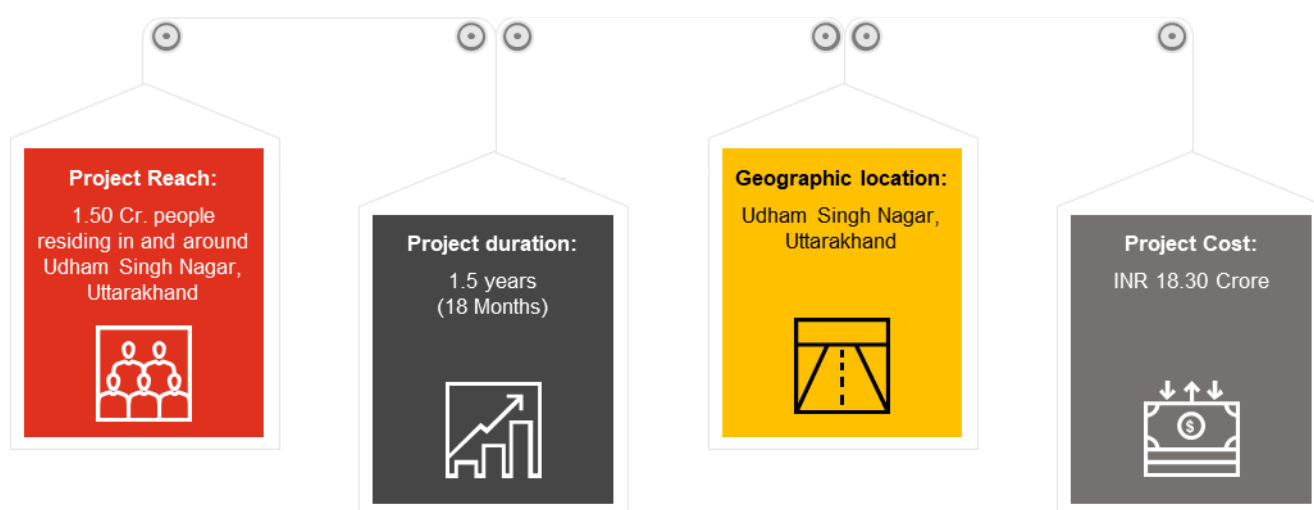 Project Reach:
1.50 Cr. people
residing in and around
Udham Singh Nagar,
Uttarakhand
Project duration:
1.5 years
(18 Months)
Geographic location:
Udham Singh Nagar,
Uttarakhand
Project Cost:
INR 18.30 Crore
$